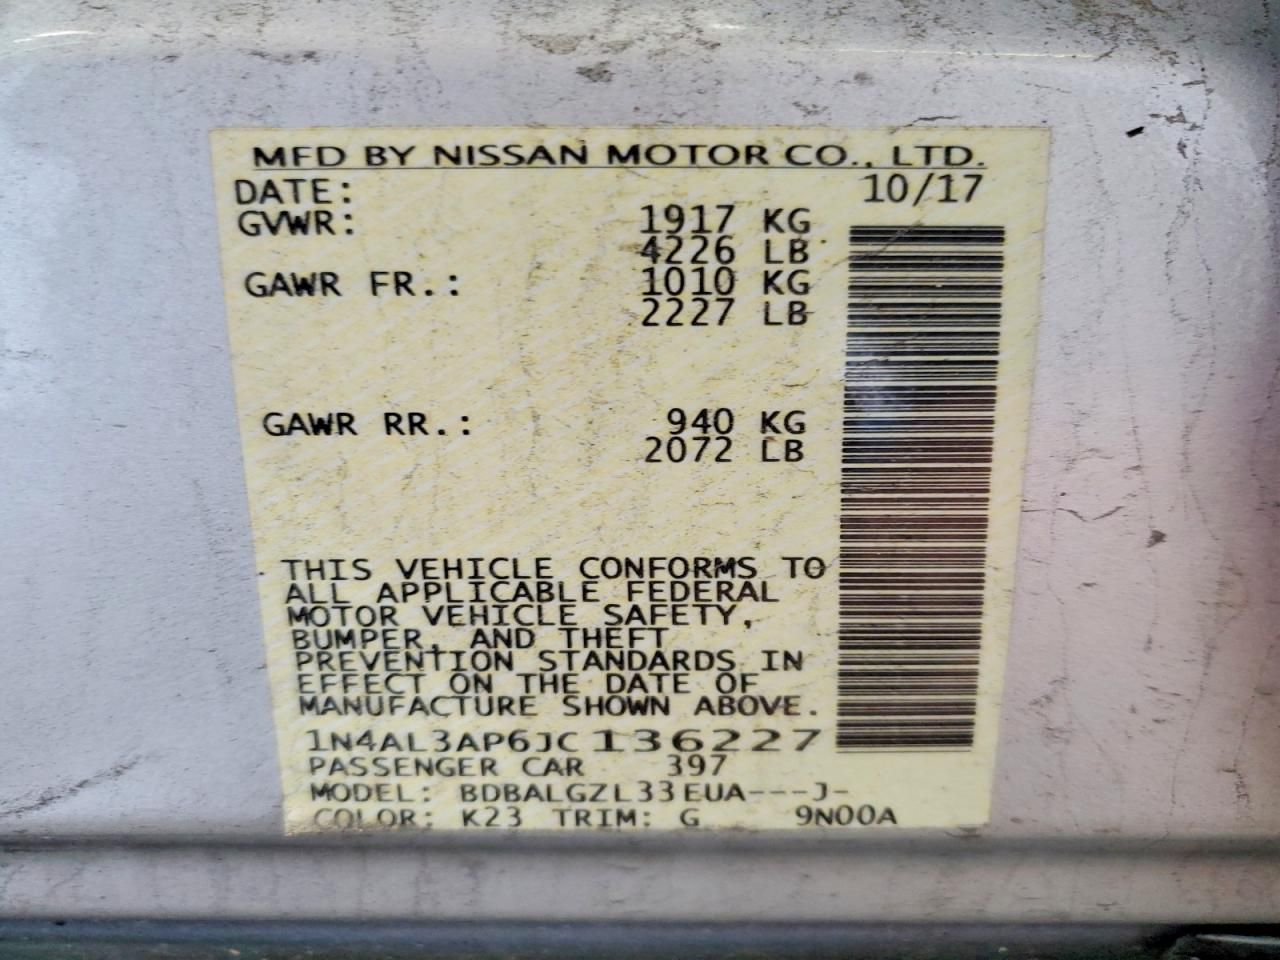 MFD BY NISSAN MOTOR CO., LTD.
DATE: 10/17
GVWR: 1917 KG
4226 LB
GAWR FR.: 1010 KG
2227 LB
GAWR RR.: 940 KG
2072 LB
THIS VEHICLE CONFORMS TO
ALL APPLICABLE FEDERAL
MOTOR VEHICLE SAFETY,
BUMPER, AND THEFT
PREVENTION STANDARDS IN
EFFECT ON THE DATE OF
MANUFACTURE SHOWN ABOVE.
1N4AL3AP6JC136227
PASSENGER CAR 397
MODEL: BDBALGZL33EUA---J-
COLOR: K23 TRIM: G 9N00A